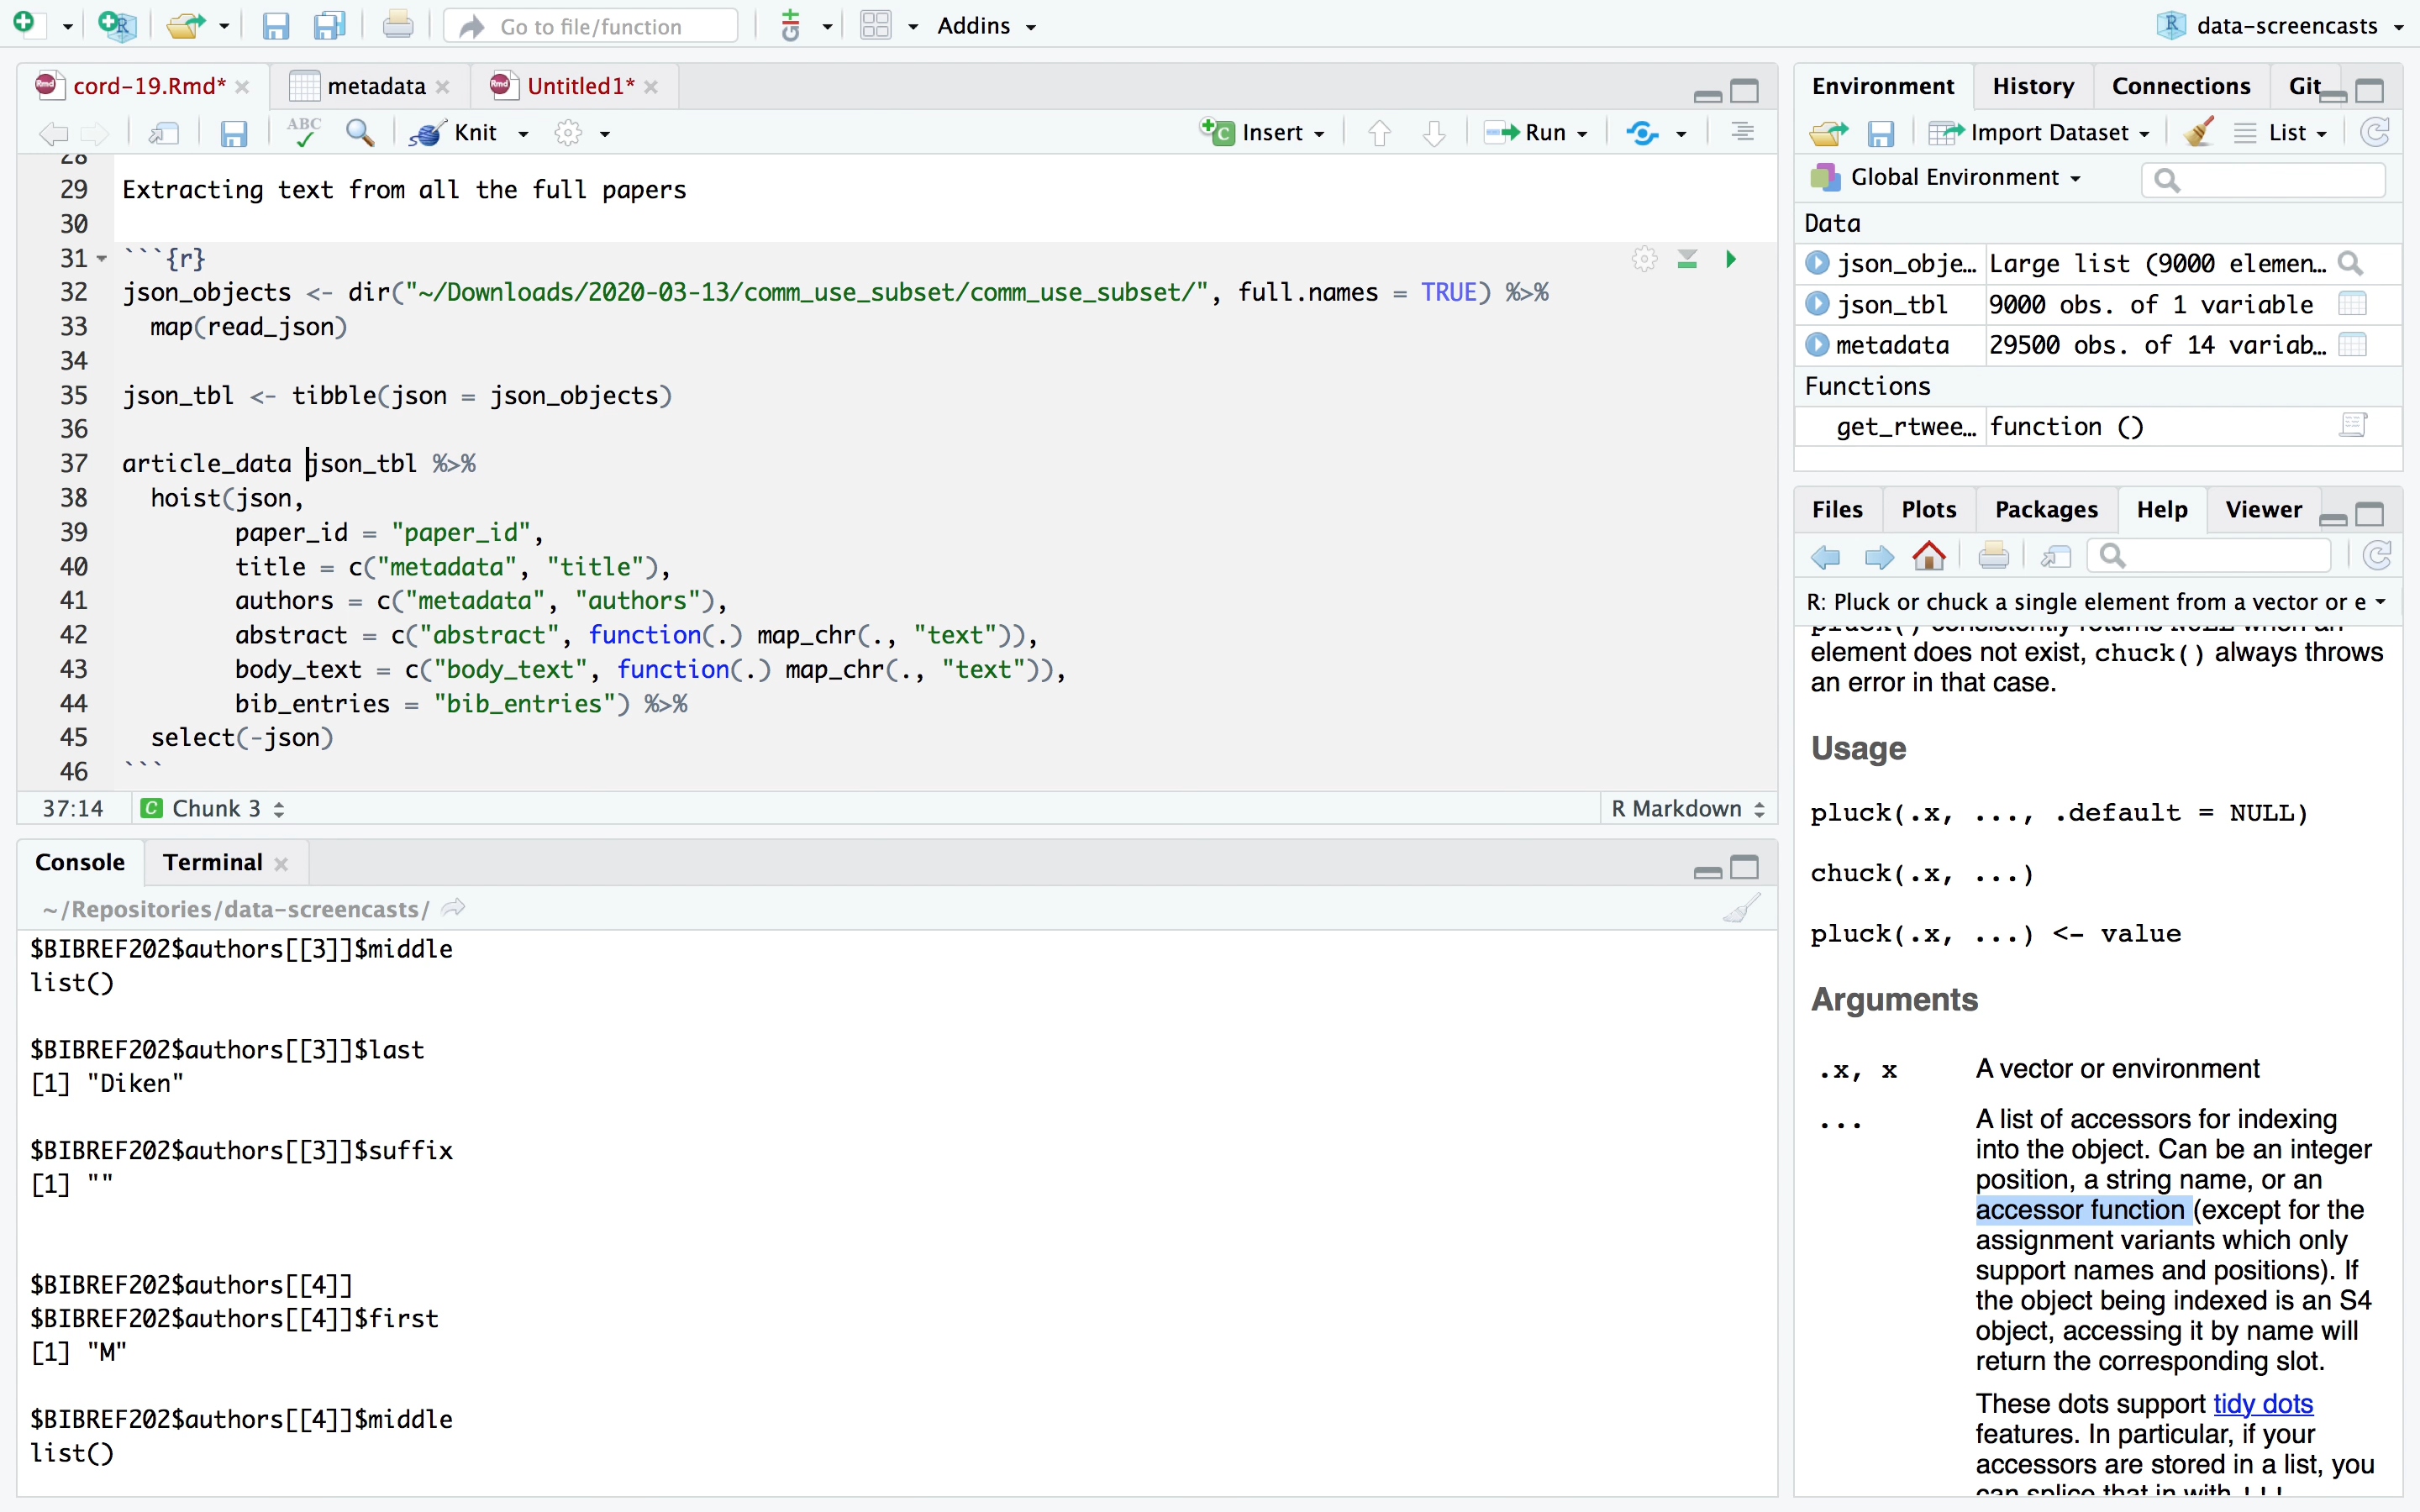 Go to file/function
Addins
data-screencasts
cord-19.Rmd*
metadata
Untitled1*
ABC
Knit
Insert
Run
28
29 Extracting text from all the full papers
30
31 ```{r}
32 json_objects <- dir("~/Downloads/2020-03-13/comm_use_subset/comm_use_subset/", full.names = TRUE) %>%
33   map(read_json)
34
35 json_tbl <- tibble(json = json_objects)
36
37 article_data json_tbl %>%
38   hoist(json,
39         paper_id = "paper_id",
40         title = c("metadata", "title"),
41         authors = c("metadata", "authors"),
42         abstract = c("abstract", function(.) map_chr(., "text")),
43         body_text = c("body_text", function(.) map_chr(., "text")),
44         bib_entries = "bib_entries") %>%
45   select(-json)
46 ```
37:14
C Chunk 3
R Markdown
Console
Terminal
~/Repositories/data-screencasts/
$BIBREF202$authors[[3]]$middle
list()
$BIBREF202$authors[[3]]$last
[1] "Diken"
$BIBREF202$authors[[3]]$suffix
[1] ""
$BIBREF202$authors[[4]]
$BIBREF202$authors[[4]]$first
[1] "M"
$BIBREF202$authors[[4]]$middle
list()
Environment
History
Connections
Git
Import Dataset
List
Global Environment
Data
json_obje… Large list (9000 elemen…
json_tbl 9000 obs. of 1 variable
metadata 29500 obs. of 14 variab…
Functions
get_rtwee… function ()
Files
Plots
Packages
Help
Viewer
R: Pluck or chuck a single element from a vector or e
pluck() consistently returns NULL when an
element does not exist, chuck() always throws
an error in that case.
Usage
pluck(.x, ..., .default = NULL)
chuck(.x, ...)
pluck(.x, ...) <- value
Arguments
.x, x A vector or environment
... A list of accessors for indexing
into the object. Can be an integer
position, a string name, or an
accessor function (except for the
assignment variants which only
support names and positions). If
the object being indexed is an S4
object, accessing it by name will
return the corresponding slot.
These dots support tidy dots
features. In particular, if your
accessors are stored in a list, you
can splice that in with !!!